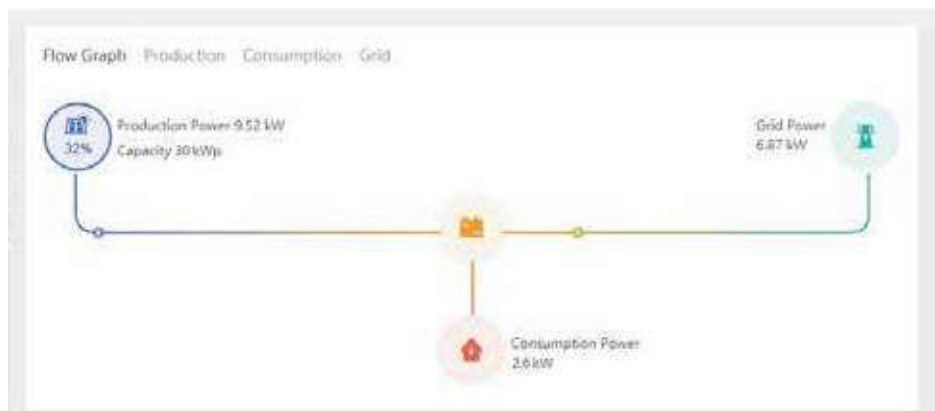 Flow Graph Production Consumption Grid
32%
Production Power 9.52 kW
Capacity 30 kWp
Grid Power
6.87 kW
Consumption Power
2.6 kW